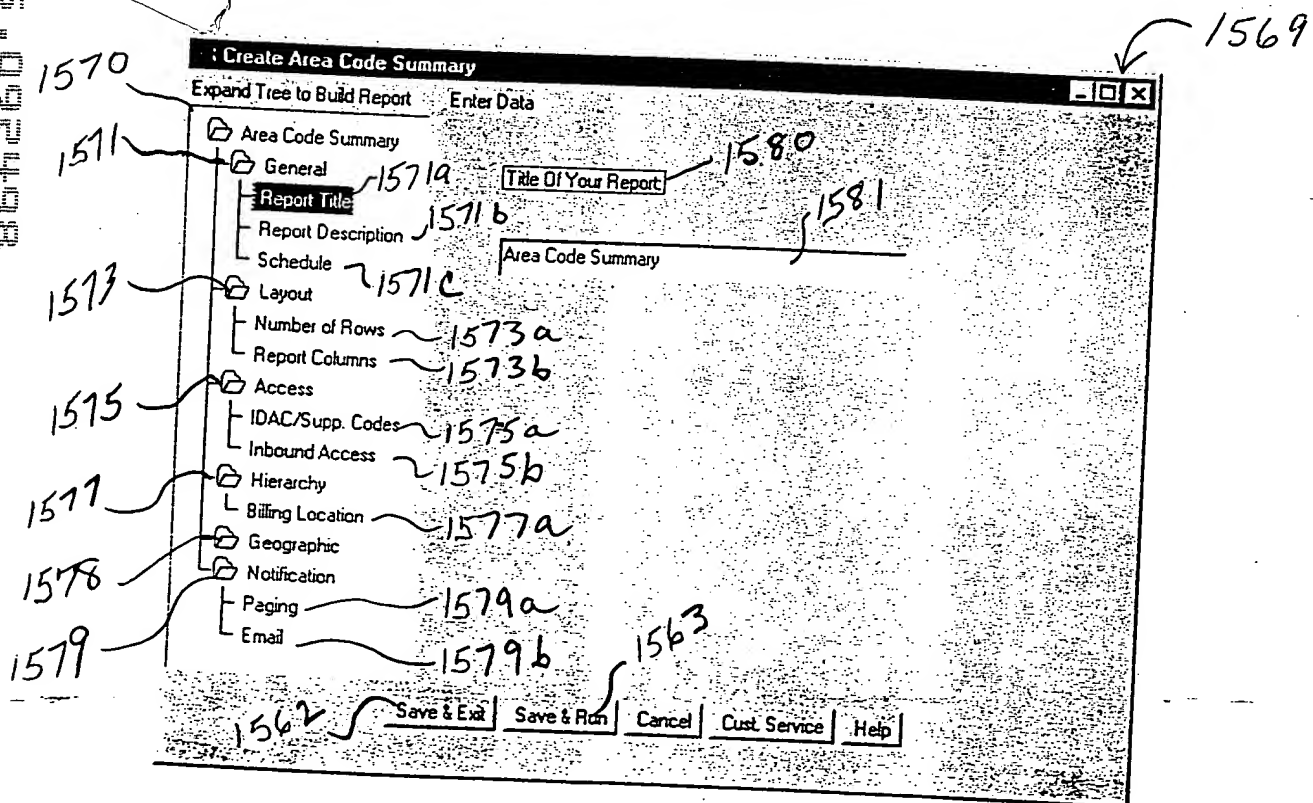 1569
Create Area Code Summary
1570
Expand Tree to Build Report Enter Data
Area Code Summary
1571
General
1580
Title Of Your Report
Report Title
1571a
Report Description
1571b
1581
Schedule
1571c
Area Code Summary
1573
Layout
Number of Rows
1573a
Report Columns
1573b
1575
Access
IDAC/Supp. Codes
1575a
Inbound Access
1575b
1577
Hierarchy
Billing Location
1577a
1578
Geographic
1579
Notification
Paging
1579a
Email
1579b
1563
1562
Save & Exit Save & Run Cancel Cust. Service Help